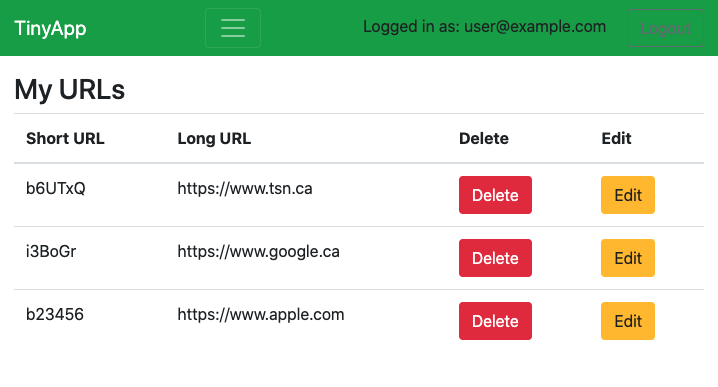 TinyApp Logged in as: user@example.com Logout
My URLs
Short URL Long URL Delete Edit
b6UTxQ https://www.tsn.ca Delete Edit
i3BoGr https://www.google.ca Delete Edit
b23456 https://www.apple.com Delete Edit